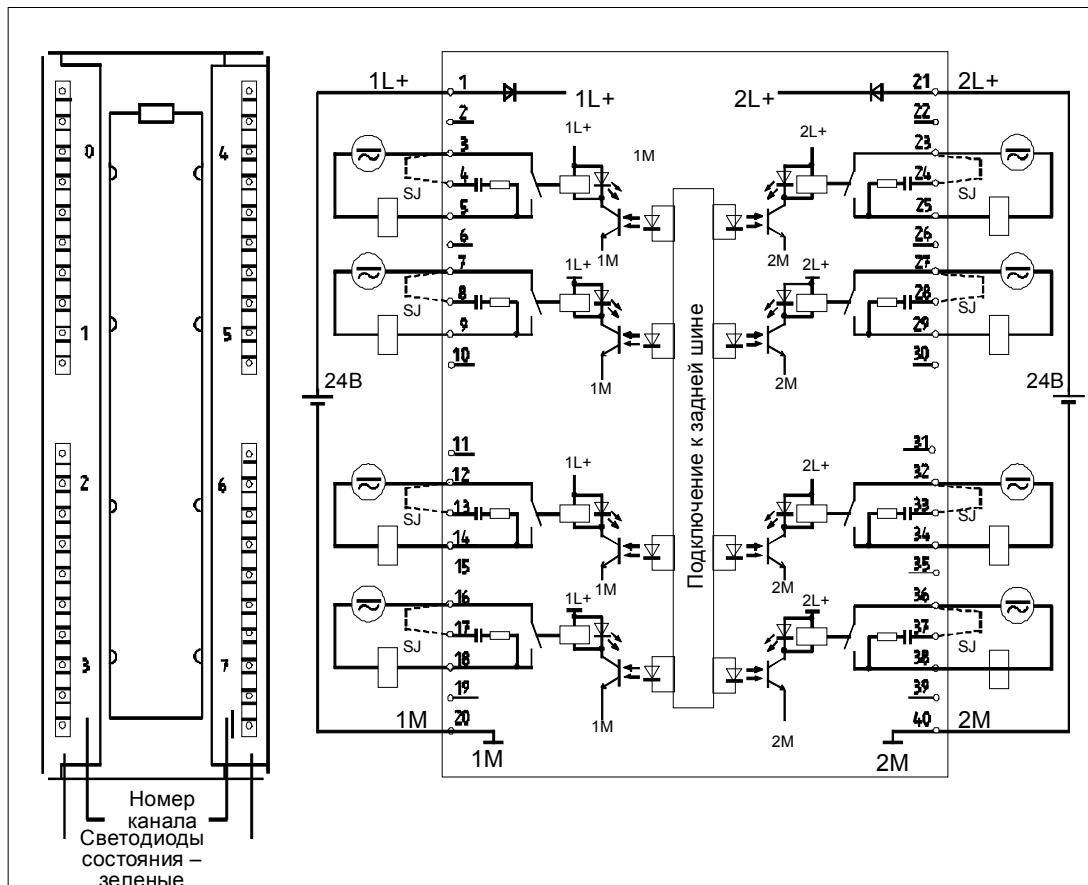 1L+
1
1L+
2L+
21
2L+
2
22
0
4
3
1L+
1M
2L+
23
4
SJ
24
SJ
5
25
6
1M
2M
26
7
1L+
2L+
27
8
SJ
28
SJ
1
5
9
29
10
1M
2M
30
24В
Подключение к задней шине
24В
11
31
2
6
12
1L+
2L+
32
13
SJ
33
SJ
14
34
15
1M
2M
35
16
1L+
2L+
36
17
SJ
37
SJ
3
7
18
38
19
1M
2M
39
1M
20
1M
2M
40
2M
Номер
канала
Светодиоды
состояния –
зеленые